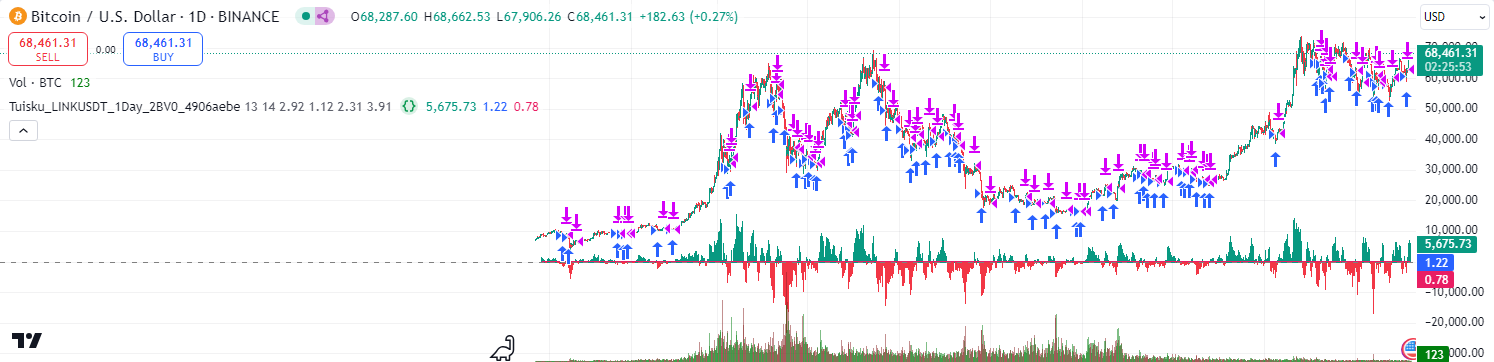 Bitcoin / U.S. Dollar · 1D · BINANCE O68,287.60 H68,662.53 L67,906.26 C68,461.31 +182.63 (+0.27%)
USD
68,461.31
SELL
0.00
68,461.31
BUY
Vol · BTC 123
Tuisku_LINKUSDT_1Day_2BV0_4906aebe 13 14 2.92 1.12 2.31 3.91 {} 5,675.73 1.22 0.78
68,461.31
02:25:53
50,000.00
40,000.00
30,000.00
20,000.00
10,000.00
5,675.73
1.22
0.78
−10,000.00
−20,000.00
123